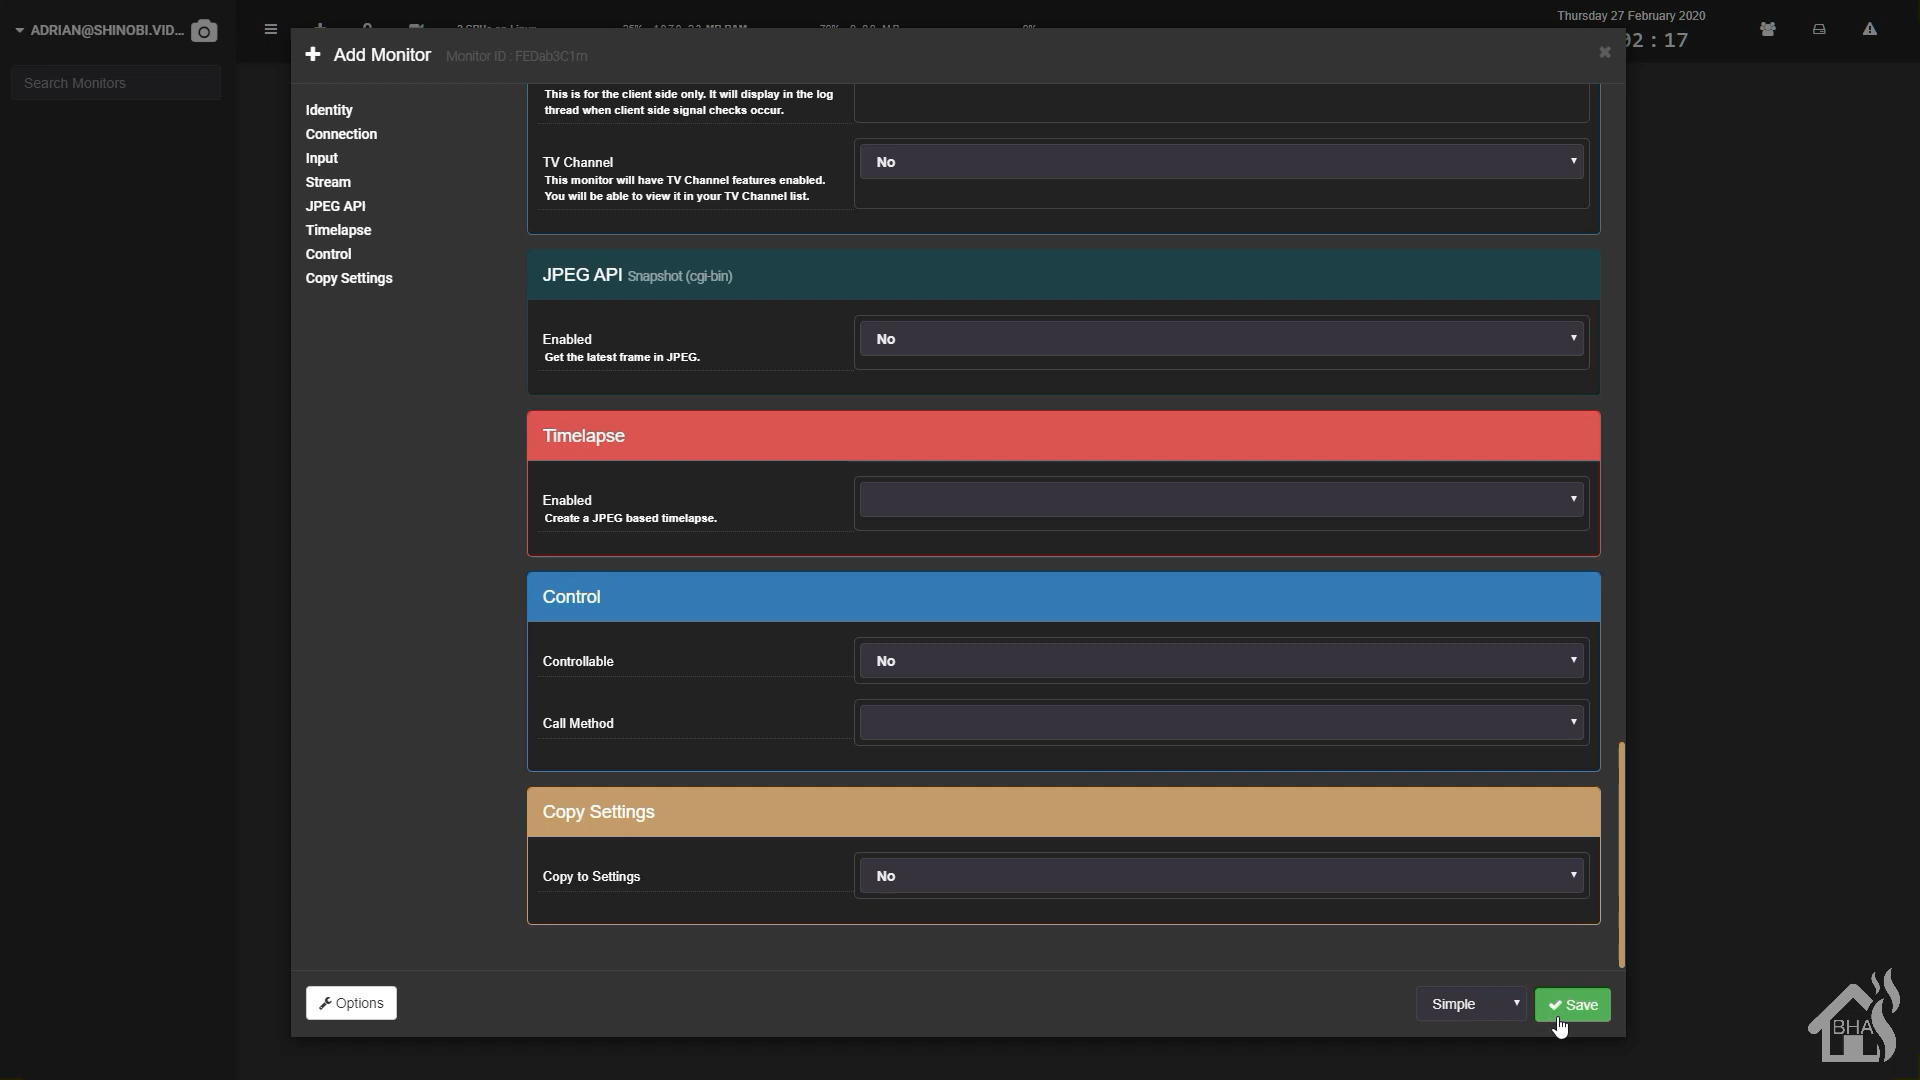 ADRIAN@SHINOBI.VID...
Search Monitors
Thursday 27 February 2020
02 : 17
Add Monitor Monitor ID : FEDab3C1m
Identity
Connection
Input
Stream
JPEG API
Timelapse
Control
Copy Settings
This is for the client side only. It will display in the log
thread when client side signal checks occur.
TV Channel
No
This monitor will have TV Channel features enabled.
You will be able to view it in your TV Channel list.
JPEG API Snapshot (cgi-bin)
Enabled
No
Get the latest frame in JPEG.
Timelapse
Enabled
Create a JPEG based timelapse.
Control
Controllable
No
Call Method
Copy Settings
Copy to Settings
No
Options
Simple
Save
BHA